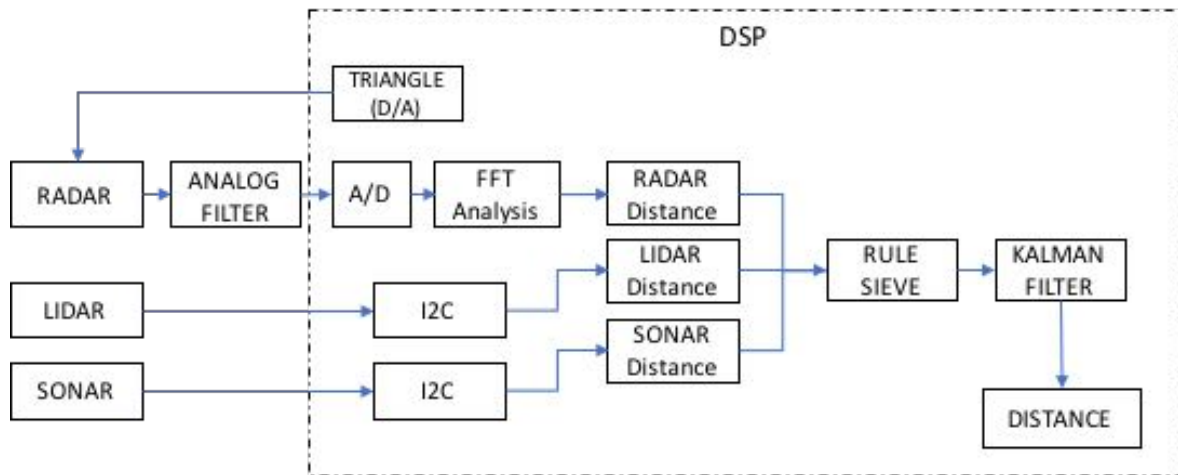 DSP
TRIANGLE
(D/A)
RADAR
ANALOG
FILTER
A/D
FFT
Analysis
RADAR
Distance
LIDAR
I2C
LIDAR
Distance
RULE
SIEVE
KALMAN
FILTER
SONAR
I2C
SONAR
Distance
DISTANCE